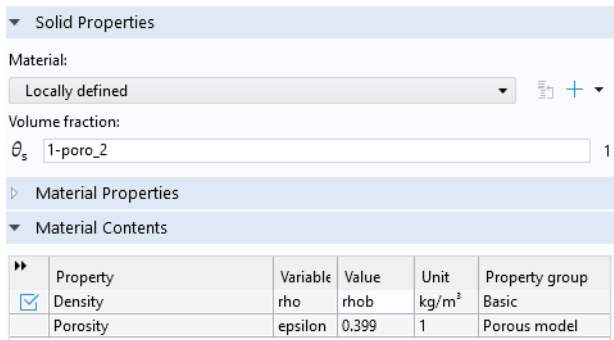 Solid Properties
Material:
Locally defined
Volume fraction:
θs 1-poro_2 1
Material Properties
Material Contents
Property Variable Value Unit Property group
Density rho rhob kg/m³ Basic
Porosity epsilon 0.399 1 Porous model